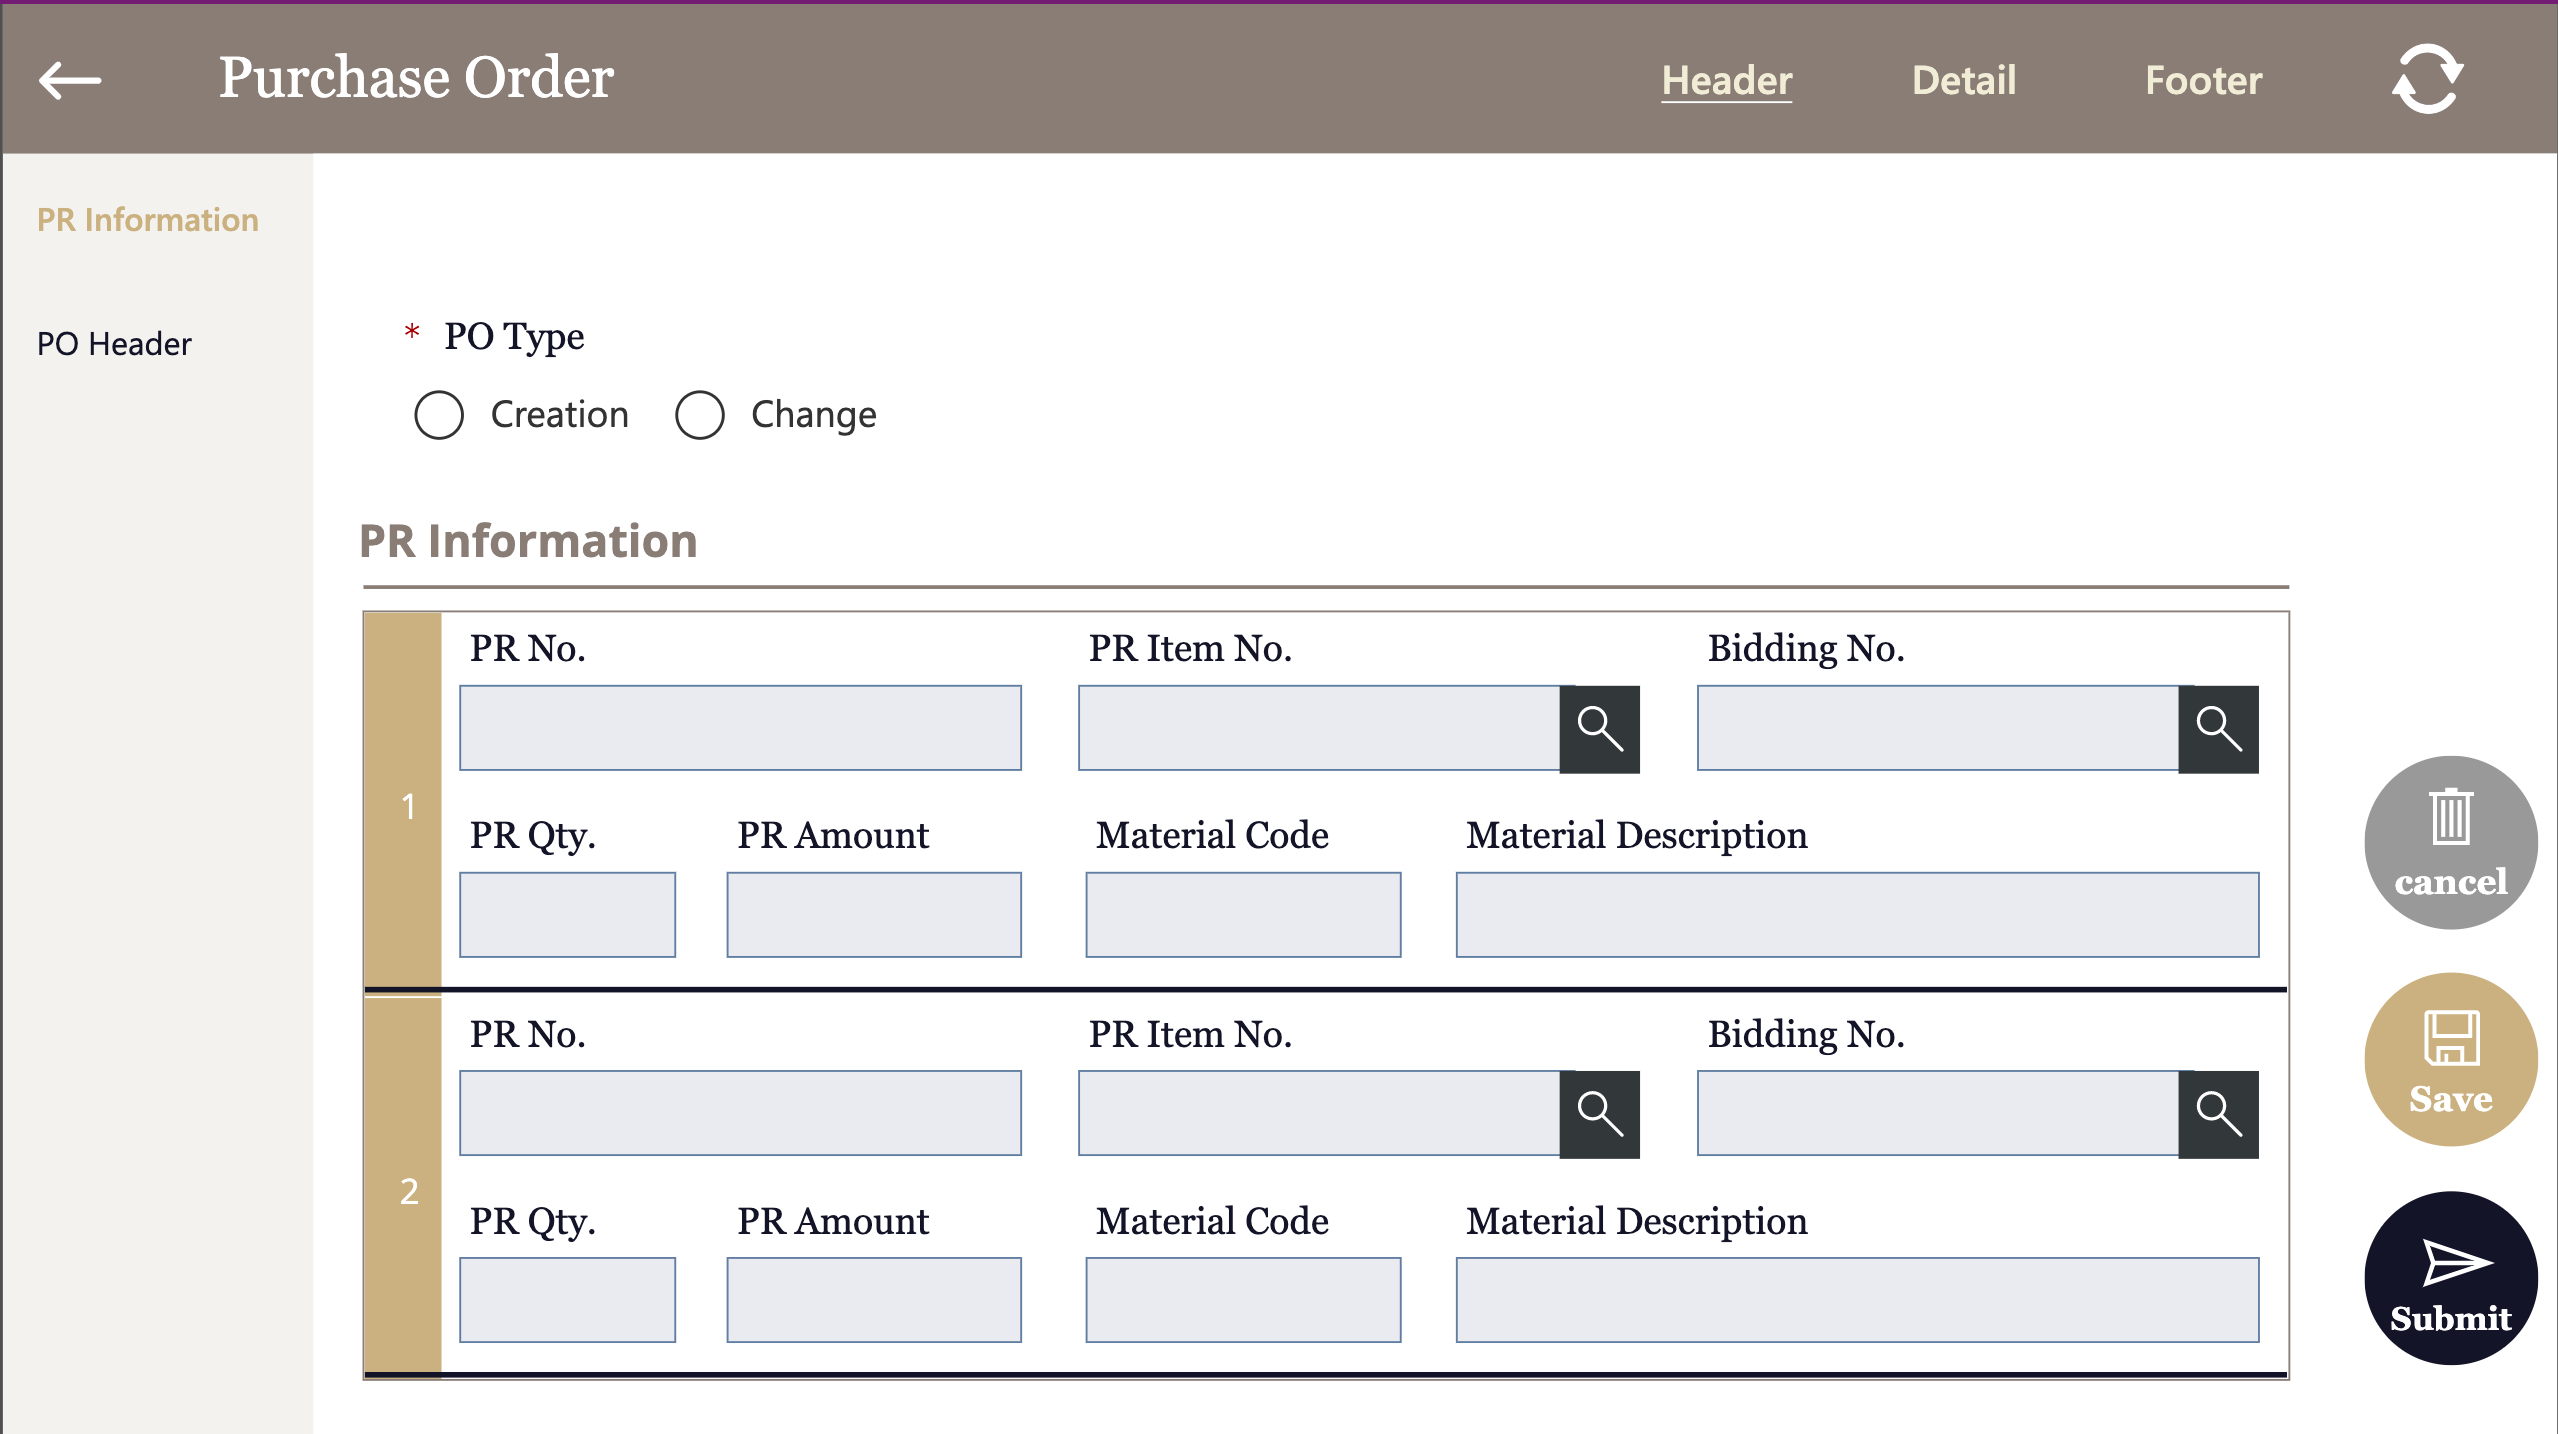 Purchase Order
Header
Detail
Footer
PR Information
PO Header
* PO Type
Creation
Change
PR Information
1
PR No.
PR Item No.
Bidding No.
PR Qty.
PR Amount
Material Code
Material Description
2
PR No.
PR Item No.
Bidding No.
PR Qty.
PR Amount
Material Code
Material Description
cancel
Save
Submit